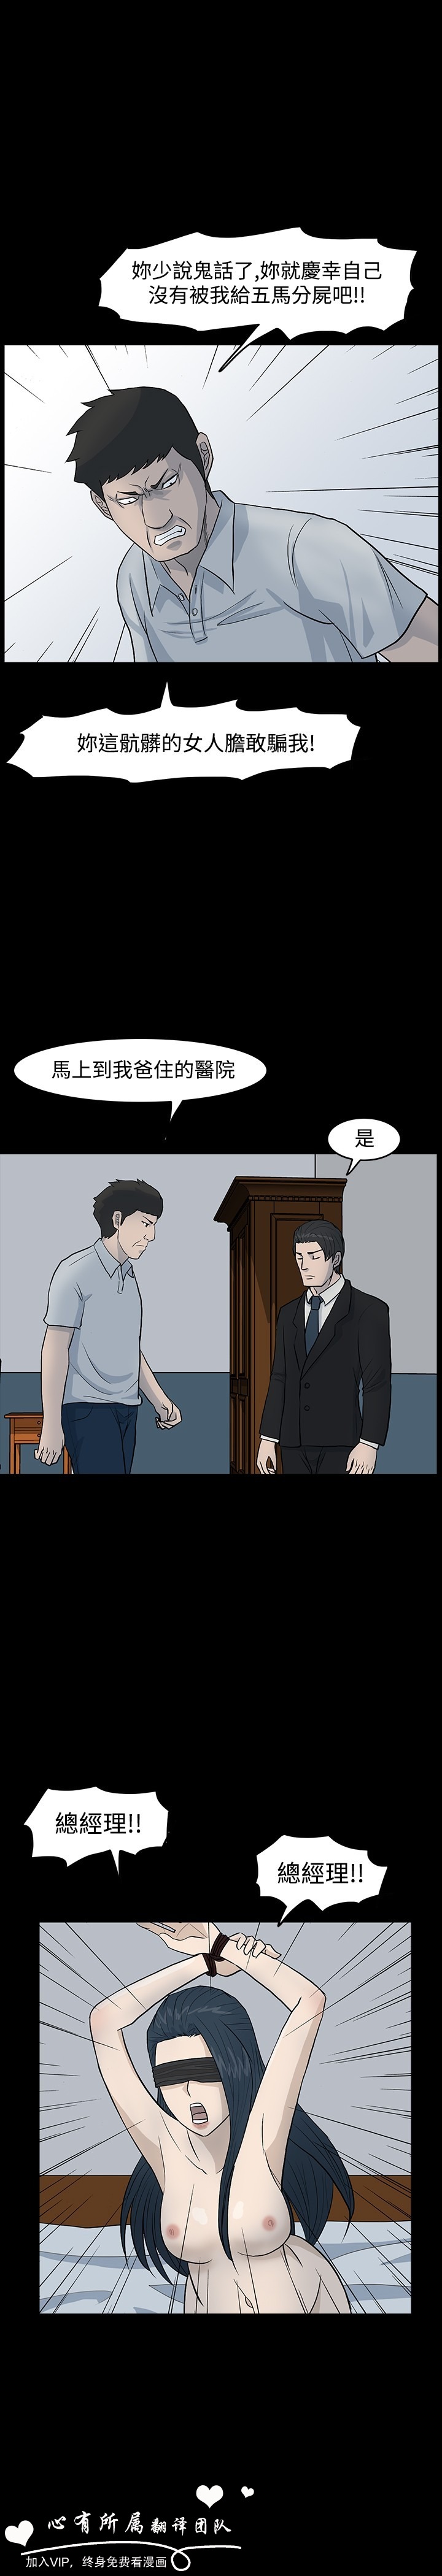 妳少說鬼話了,妳就慶幸自己
沒有被我給五馬分屍吧!!
妳這骯髒的女人膽敢騙我!
馬上到我爸住的醫院
是
總經理!!
總經理!!
心有所属翻译团队
加入VIP，终身免费看漫画